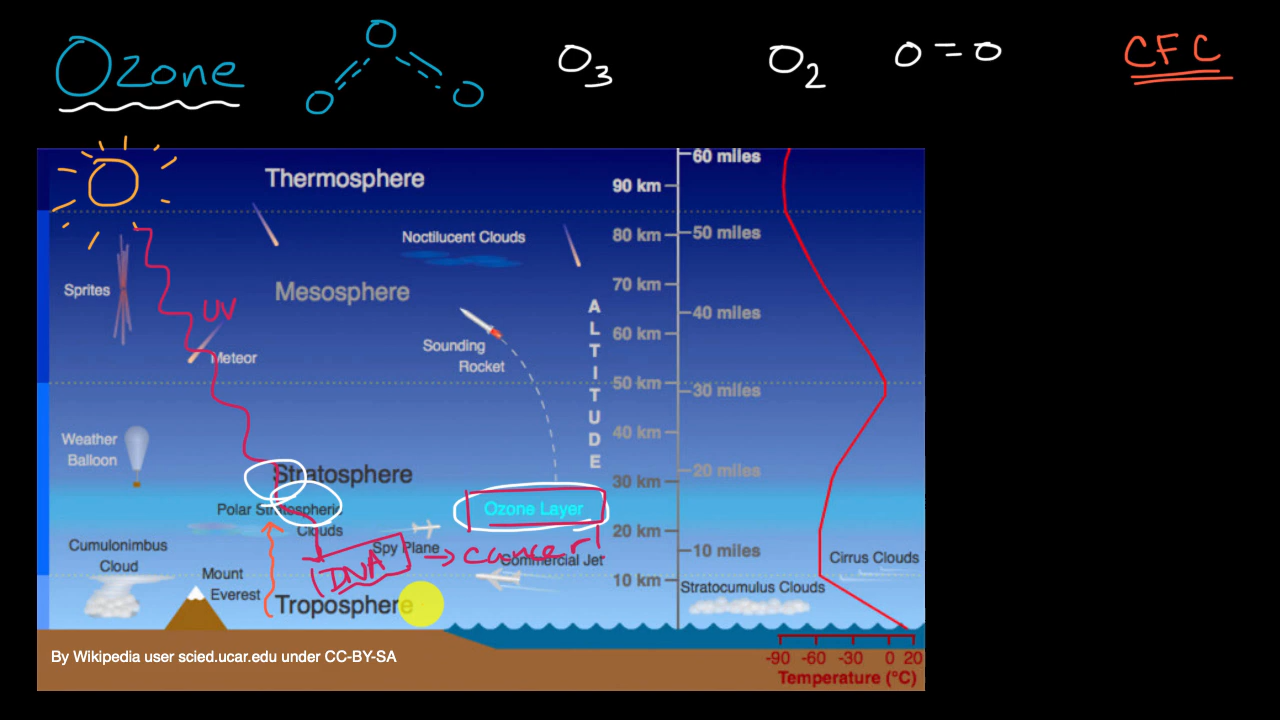 Ozone O O O O3 O2 O=O CFC
Thermosphere
60 miles
90 km
Noctilucent Clouds
80 km
50 miles
Sprites
Mesosphere
70 km
UV
40 miles
Meteor
Sounding
Rocket
60 km
ALTITUDE
50 km
30 miles
Weather
Balloon
40 km
Stratosphere
30 km
20 miles
Polar Stratospheric
Clouds
Ozone Layer
20 km
Cumulonimbus
Cloud
Spy Plane
DNA → cancer!
Commercial Jet
10 miles
Cirrus Clouds
Mount
Everest
10 km
Stratocumulus Clouds
Troposphere
By Wikipedia user scied.ucar.edu under CC-BY-SA
-90 -60 -30 0 20
Temperature (°C)